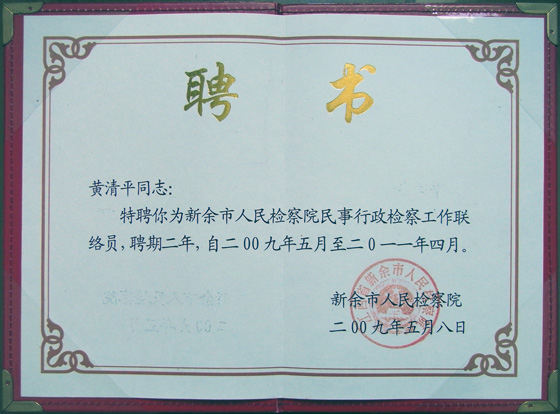 聘 书
黄清平同志：
特聘你为新余市人民检察院民事行政检察工作联
络员，聘期二年，自二00九年五月至二0一一年四月。
新余市人民检察院
二00九年五月八日